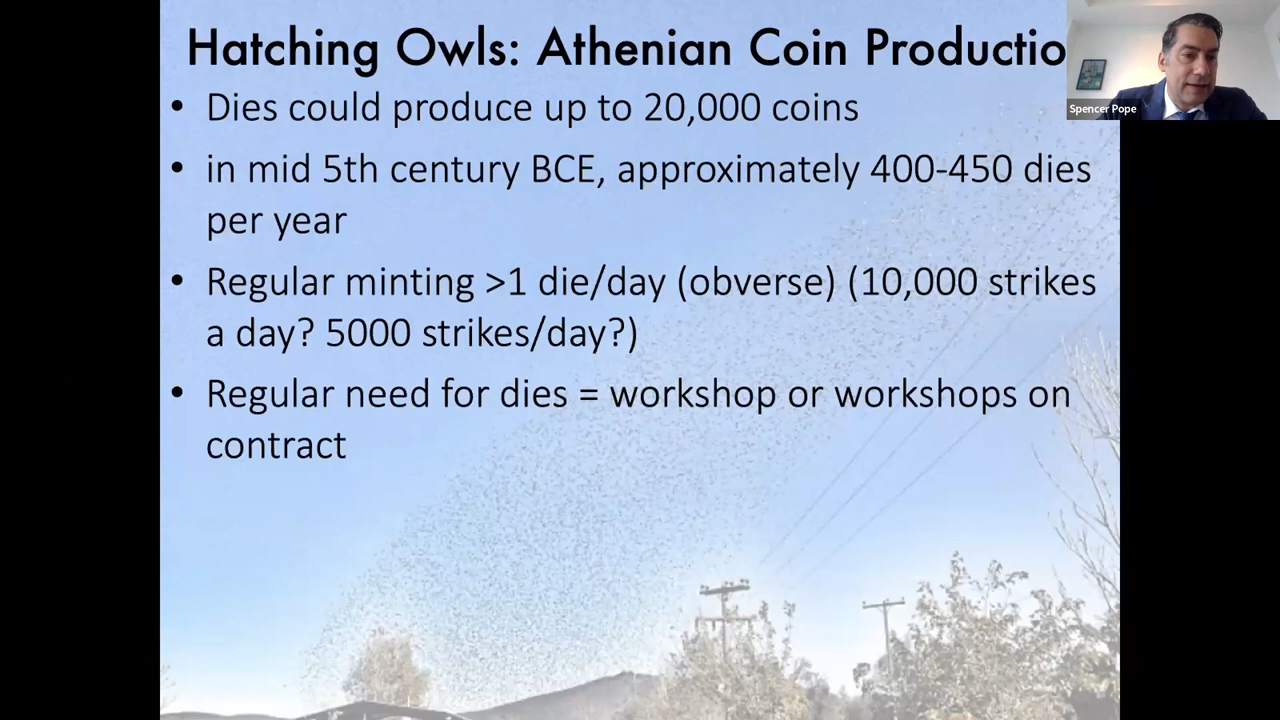 Hatching Owls: Athenian Coin Productio
Spencer Pope
• Dies could produce up to 20,000 coins
• in mid 5th century BCE, approximately 400-450 dies
per year
• Regular minting >1 die/day (obverse) (10,000 strikes
a day? 5000 strikes/day?)
• Regular need for dies = workshop or workshops on
contract